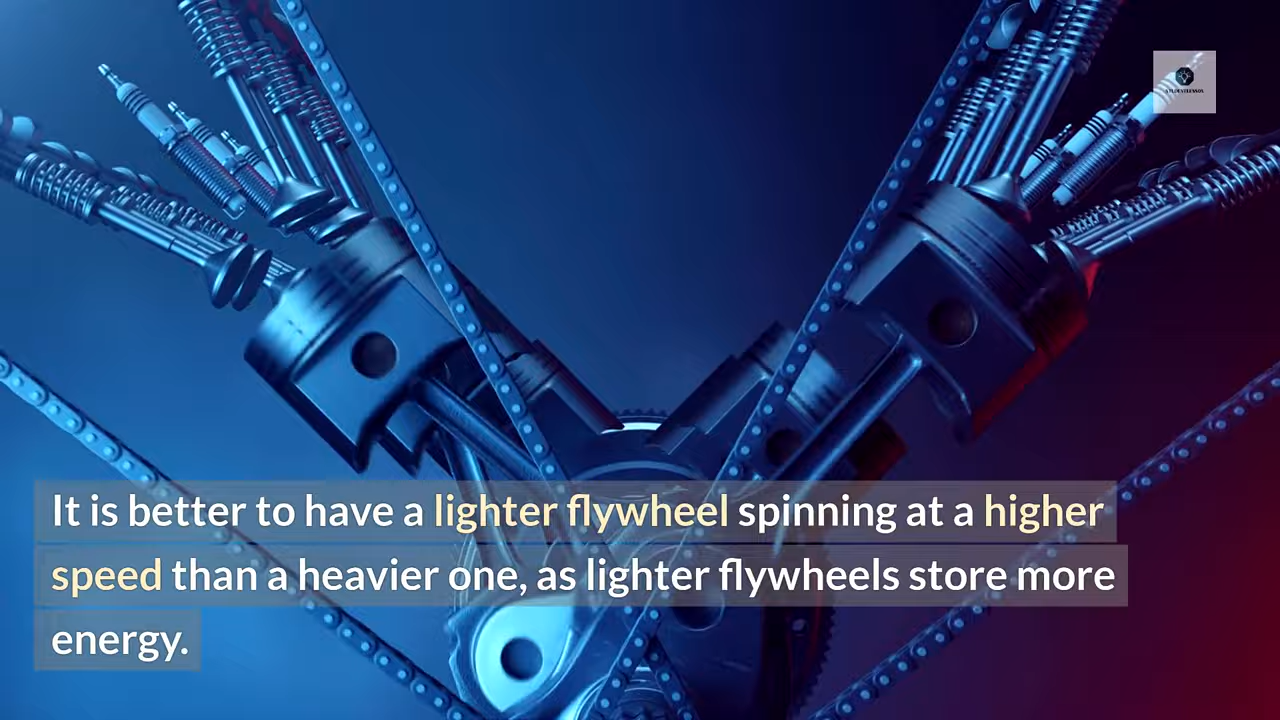 It is better to have a lighter flywheel spinning at a higher
speed than a heavier one, as lighter flywheels store more
energy.